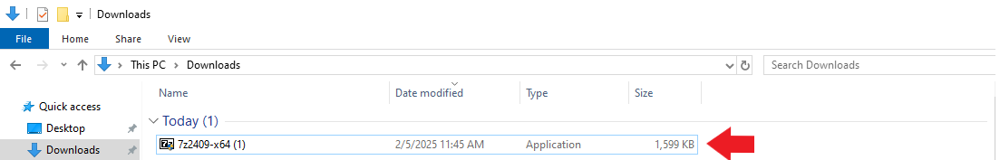 Downloads
File Home Share View
This PC Downloads Search Downloads
Name Date modified Type Size
Quick access
Today (1)
Desktop
Downloads
7z2409-x64 (1) 2/5/2025 11:45 AM Application 1,599 KB